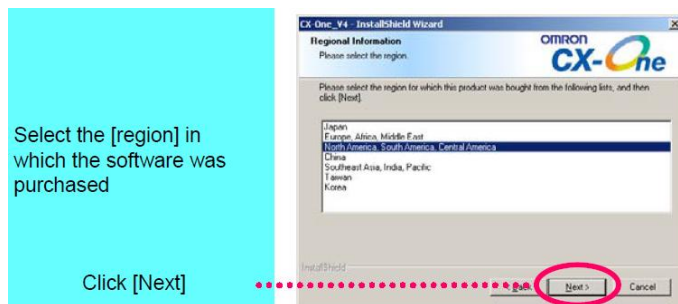 CX-One_V4 - InstallShield Wizard
Regional Information
Please select the region.
OMRON
CX-One
Please select the region for which this product was bought from the following lists, and then
click [Next].
Japan
Europe, Africa, Middle East
North America, South America, Central America
China
Southeast Asia, India, Pacific
Taiwan
Korea
Select the [region] in
which the software was
purchased
InstallShield
Click [Next]
Next >
Cancel